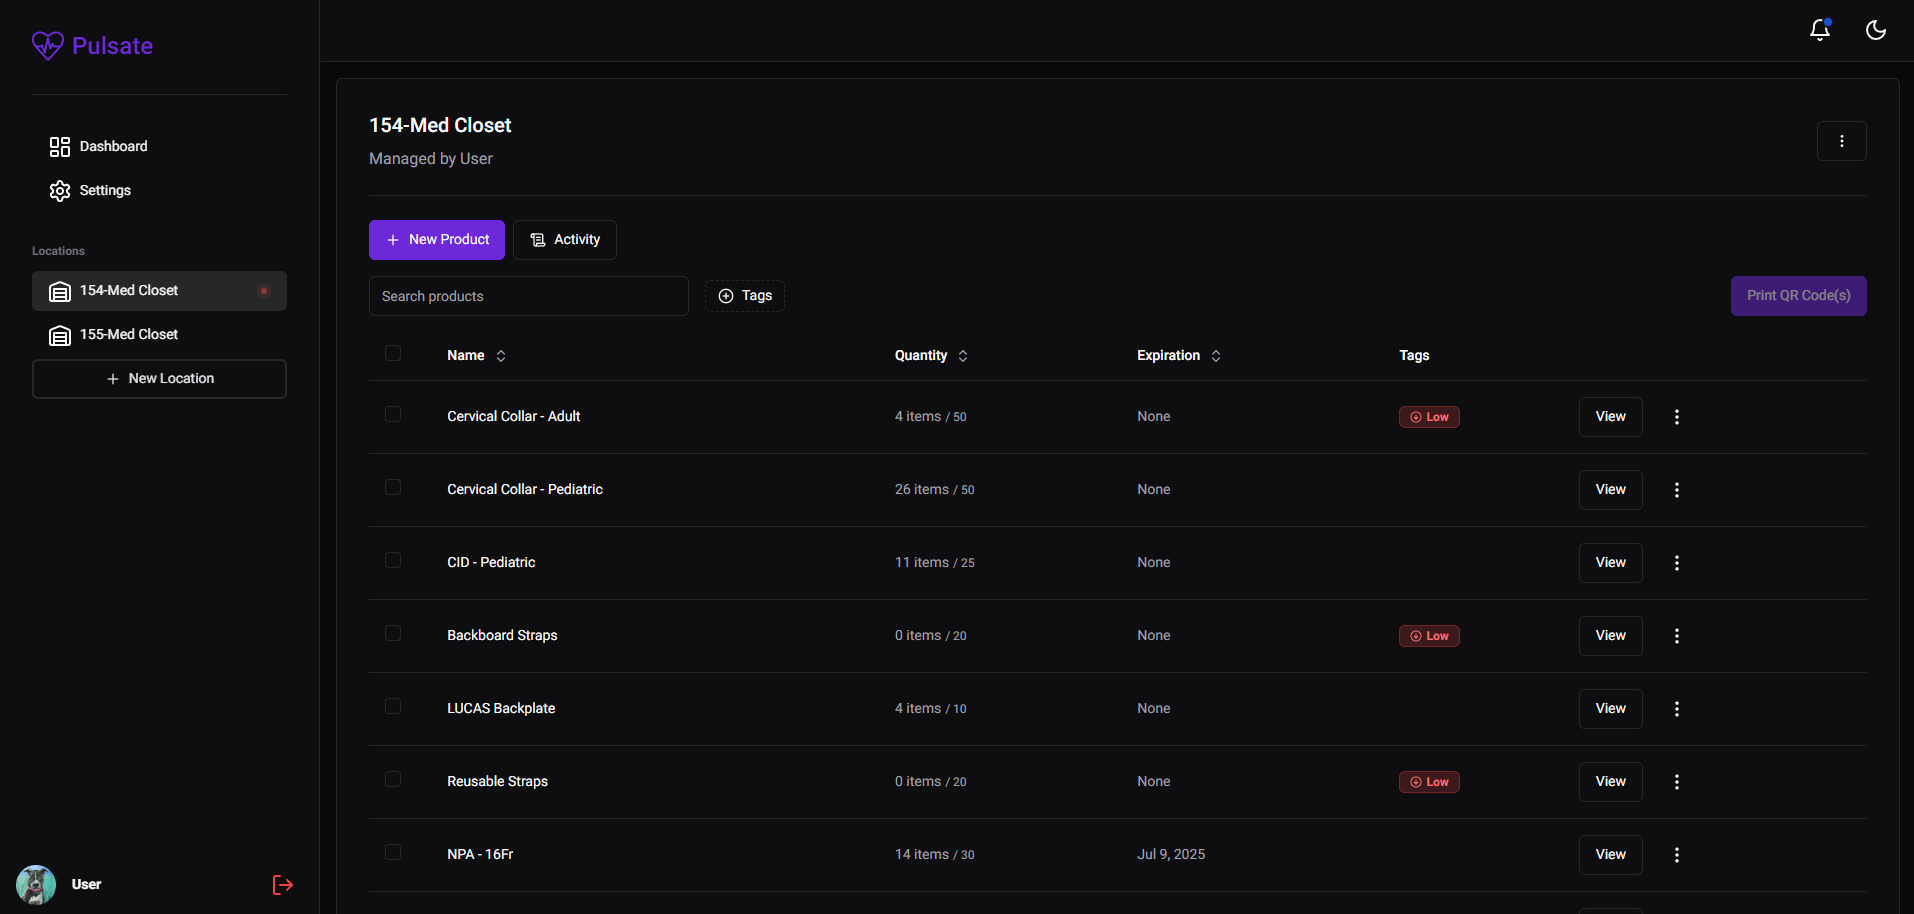 Pulsate
Dashboard
Settings
Locations
154-Med Closet
155-Med Closet
+ New Location
User
154-Med Closet
Managed by User
+ New Product
Activity
Search products
Tags
Print QR Code(s)
Name Quantity Expiration Tags
Cervical Collar - Adult 4 items / 50 None Low View
Cervical Collar - Pediatric 26 items / 50 None View
CID - Pediatric 11 items / 25 None View
Backboard Straps 0 items / 20 None Low View
LUCAS Backplate 4 items / 10 None View
Reusable Straps 0 items / 20 None Low View
NPA - 16Fr 14 items / 30 Jul 9, 2025 View